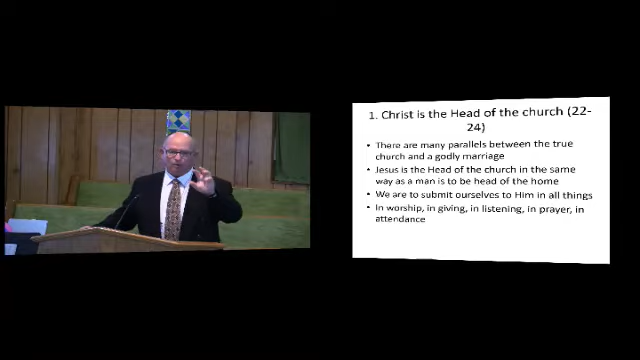 1. Christ is the Head of the church (22-
24)
• There are many parallels between the true
church and a godly marriage
• Jesus is the Head of the church in the same
way as a man is to be head of the home
• We are to submit ourselves to Him in all things
• In worship, in giving, in listening, in prayer, in
attendance